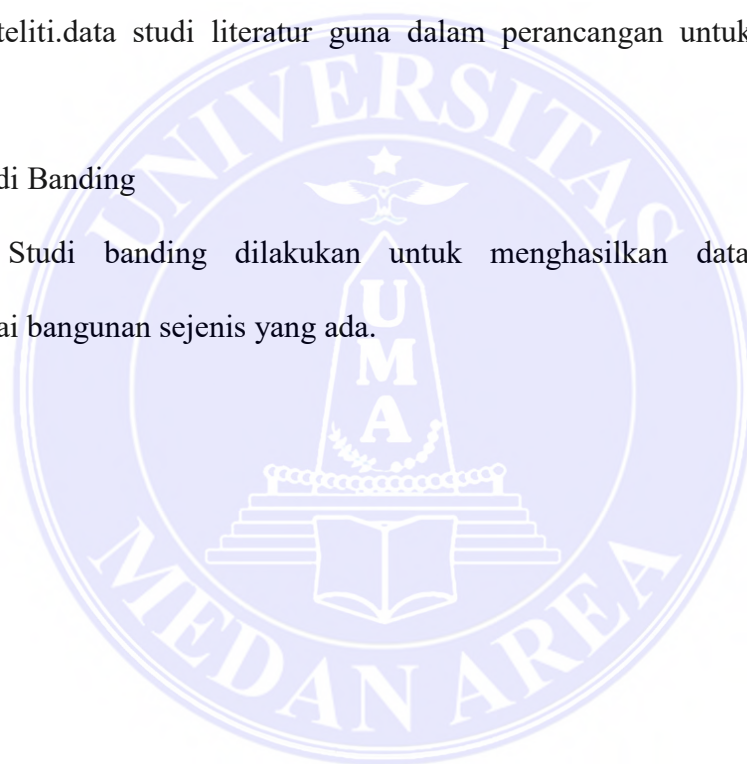 teliti.data studi literatur guna dalam perancangan untuk
di Banding
Studi banding dilakukan untuk menghasilkan data
ai bangunan sejenis yang ada.
UNIVERSITAS
U
M
A
MEDAN AREA